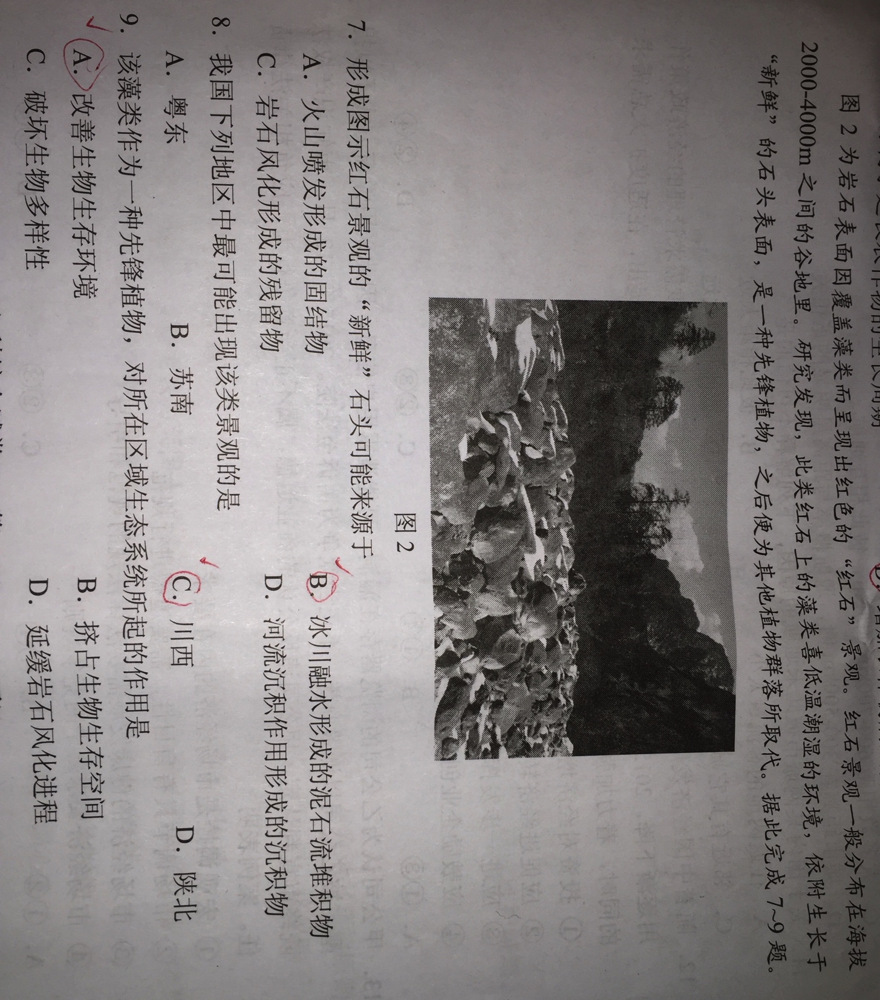 图 2 为岩石表面因覆盖藻类而呈现出红色的“红石”景观。红石景观一般分布在海拔
2000-4000m 之间的谷地里。研究发现，此类红石上的藻类喜低温潮湿的环境，依附生长于
“新鲜”的石头表面，是一种先锋植物，之后便为其他植物群落所取代。据此完成 7~9 题。
图 2
7. 形成图示红石景观的“新鲜”石头可能来源于
A. 火山喷发形成的固结物 B. 冰川融水形成的泥石流堆积物
C. 岩石风化形成的残留物 D. 河流沉积作用形成的沉积物
8. 我国下列地区中最可能出现该类景观的是
A. 粤东 B. 苏南 C. 川西 D. 陕北
9. 该藻类作为一种先锋植物，对所在区域生态系统所起的作用是
A. 改善生物生存环境 B. 挤占生物生存空间
C. 破坏生物多样性 D. 延缓岩石风化进程